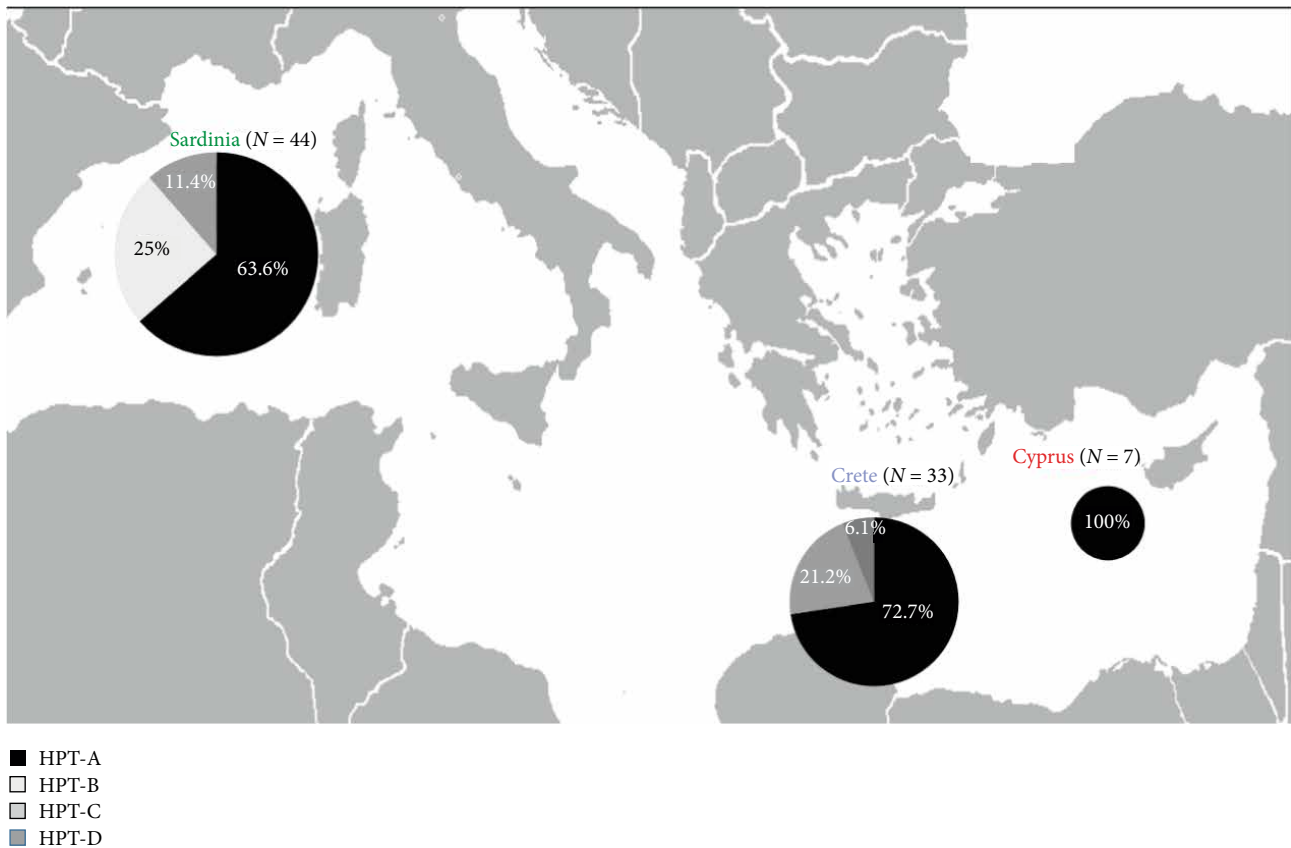 Sardinia (N = 44)
11.4%
25%
63.6%
Cyprus (N = 7)
Crete (N = 33)
100%
6.1%
21.2%
72.7%
HPT-A
HPT-B
HPT-C
HPT-D